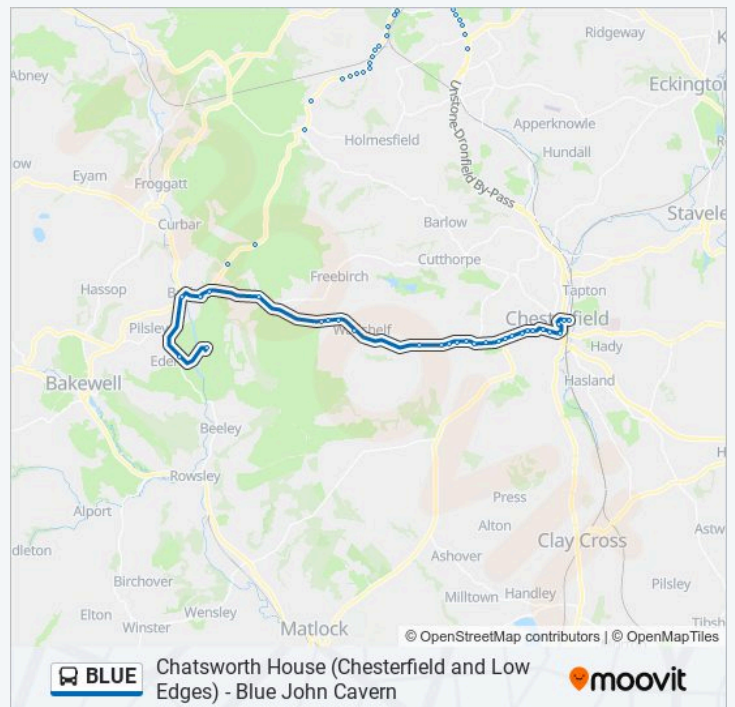 Ridgeway
Abney
Eckington
Unstone-Dronfield By-Pass
Apperknowle
Holmesfield
Hundall
Eyam
Froggatt
Stavele
Curbar
Barlow
Cutthorpe
Freebirch
Hassop
Tapton
Chesterfield
Pilsley
Hady
Bakewell
Hasland
Beeley
Rowsley
Press
Alport
Alton
Clay Cross
Ashover
Birchover
Pilsley
Milltown
Handley
Elton
Wensley
Winster
Matlock
© OpenStreetMap contributors | © OpenMapTiles
BLUE
Chatsworth House (Chesterfield and Low
Edges) - Blue John Cavern
moovit